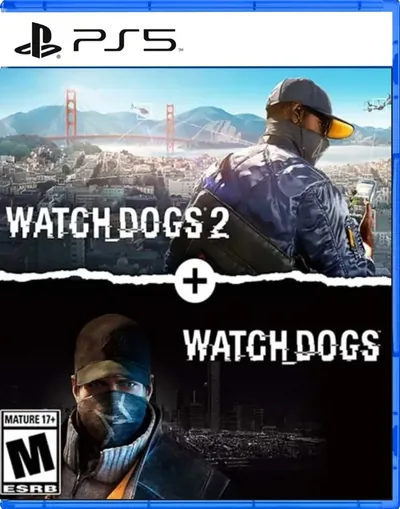 PS5
WATCH_DOGS 2
+
WATCH_DOGS
MATURE 17+
M
ESRB